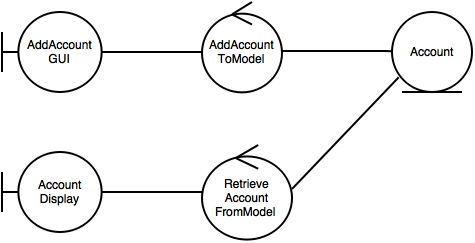 AddAccount
GUI
AddAccount
ToModel
Account
Account
Display
Retrieve
Account
FromModel